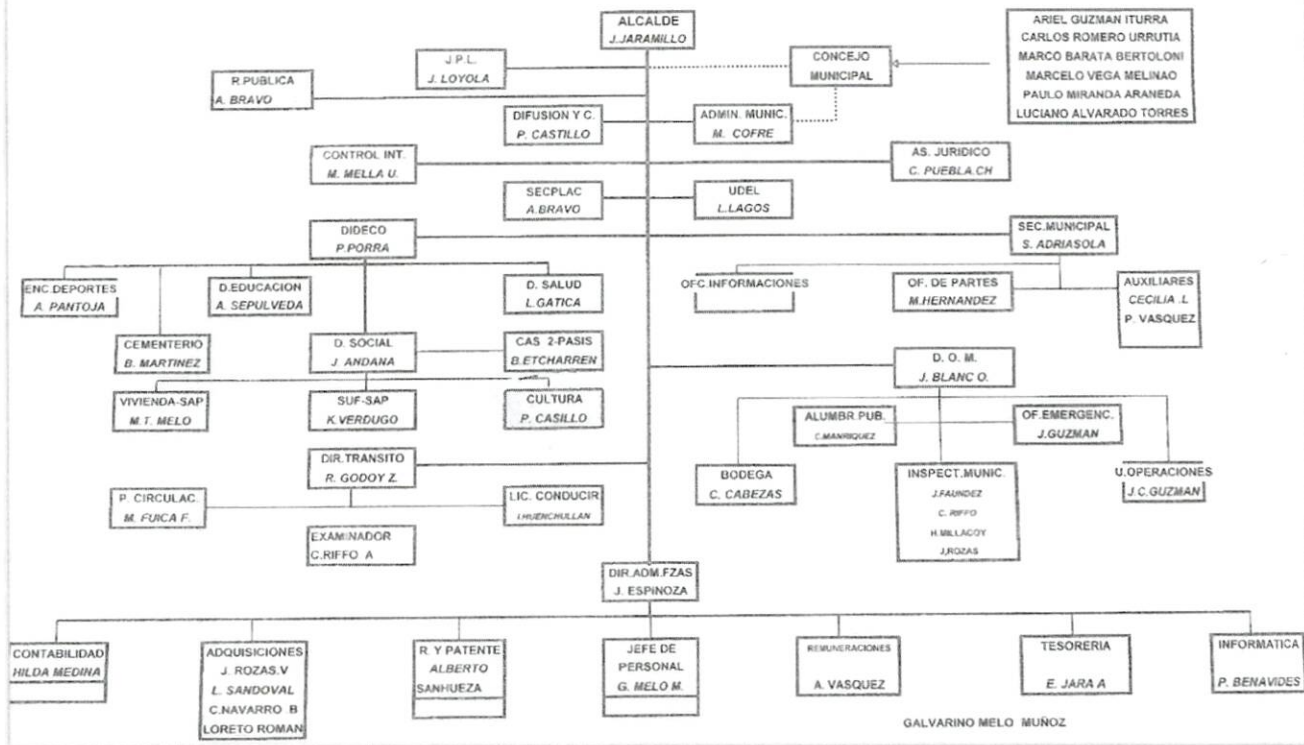 ALCALDE
J.JARAMILLO
ARIEL GUZMAN ITURRA
CARLOS ROMERO URRUTIA
MARCO BARATA BERTOLONI
MARCELO VEGA MELINAO
PAULO MIRANDA ARANEDA
LUCIANO ALVARADO TORRES
J.P.L.
J. LOYOLA
CONCEJO
MUNICIPAL
R.PUBLICA
A. BRAVO
DIFUSION Y C.
P. CASTILLO
ADMIN. MUNIC.
M. COFRE
CONTROL INT.
M. MELLA U.
AS. JURIDICO
C. PUEBLA.CH
SECPLAC
A.BRAVO
UDEL
L.LAGOS
DIDECO
P.PORRA
SEC.MUNICIPAL
S. ADRIASOLA
ENC.DEPORTES
A. PANTOJA
D.EDUCACION
A. SEPULVEDA
D. SALUD
L.GATICA
OFC.INFORMACIONES
OF. DE PARTES
M.HERNANDEZ
AUXILIARES
CECILIA .L
P. VASQUEZ
CEMENTERIO
B. MARTINEZ
D. SOCIAL
J. ANDANA
CAS 2-PASIS
B.ETCHARREN
D. O. M.
J. BLANC O.
VIVIENDA-SAP
M.T. MELO
SUF-SAP
K.VERDUGO
CULTURA
P. CASILLO
ALUMBR.PUB.
C.MANRIQUEZ
OF.EMERGENC.
J.GUZMAN
DIR.TRANSITO
R. GODOY Z.
BODEGA
C. CABEZAS
INSPECT.MUNIC.
J.FAUNDEZ
C. RIFFO
H.MILLACOY
J,ROZAS
U.OPERACIONES
J.C.GUZMAN
P. CIRCULAC.
M. FUICA F.
LIC. CONDUCIR
I.HUENCHULLAN
EXAMINADOR
C.RIFFO A
DIR.ADM.FZAS
J. ESPINOZA
CONTABILIDAD
HILDA MEDINA
ADQUISICIONES
J. ROZAS.V
L. SANDOVAL
C.NAVARRO B
LORETO ROMAN
R. Y PATENTE
ALBERTO
SANHUEZA
JEFE DE
PERSONAL
G. MELO M.
REMUNERACIONES
A. VASQUEZ
TESORERIA
E. JARA A
INFORMATICA
P. BENAVIDES
GALVARINO MELO MUÑOZ